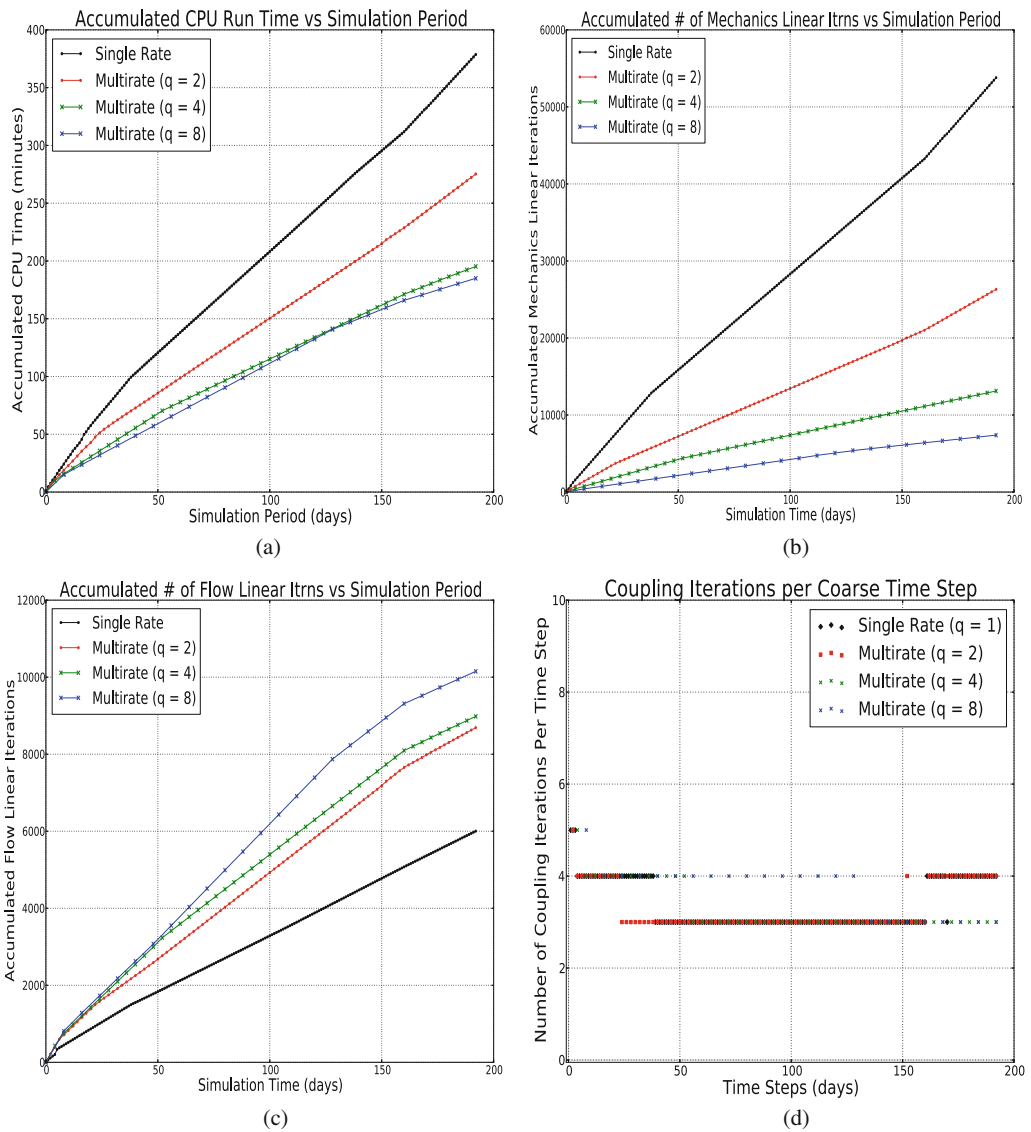 Accumulated CPU Run Time vs Simulation Period
Accumulated CPU Time (minutes)
400
350
300
250
200
150
100
50
0
Single Rate
Multirate (q = 2)
Multirate (q = 4)
Multirate (q = 8)
0 50 100 150 200
Simulation Period (days)
(a)
Accumulated # of Mechanics Linear Itrns vs Simulation Period
Accumulated Mechanics Linear Iterations
60000
50000
40000
30000
20000
10000
0
Single Rate
Multirate (q = 2)
Multirate (q = 4)
Multirate (q = 8)
0 50 100 150 200
Simulation Time (days)
(b)
Accumulated # of Flow Linear Itrns vs Simulation Period
Accumulated Flow Linear Iterations
12000
10000
8000
6000
4000
2000
0
Single Rate
Multirate (q = 2)
Multirate (q = 4)
Multirate (q = 8)
0 50 100 150 200
Simulation Time (days)
(c)
Coupling Iterations per Coarse Time Step
Number of Coupling Iterations Per Time Step
10
8
6
4
2
0
Single Rate (q = 1)
Multirate (q = 2)
Multirate (q = 4)
Multirate (q = 8)
0 50 100 150 200
Time Steps (days)
(d)